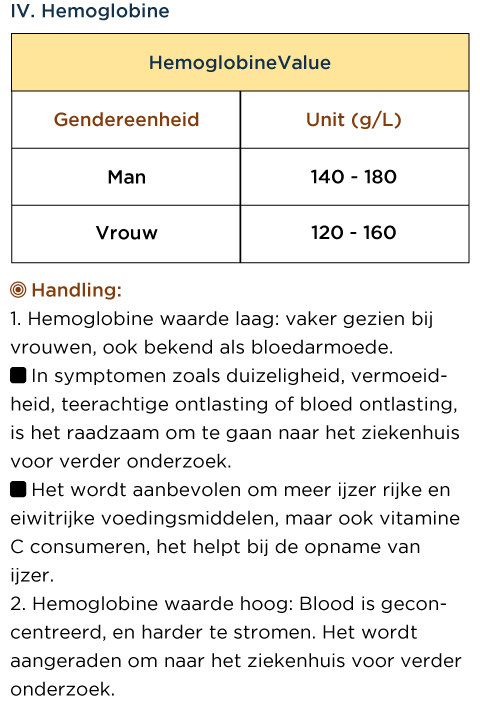 IV. Hemoglobine
HemoglobineValue
Gendereenheid Unit (g/L)
Man 140 - 180
Vrouw 120 - 160
Handling:
1. Hemoglobine waarde laag: vaker gezien bij
vrouwen, ook bekend als bloedarmoede.
In symptomen zoals duizeligheid, vermoeid-
heid, teerachtige ontlasting of bloed ontlasting,
is het raadzaam om te gaan naar het ziekenhuis
voor verder onderzoek.
Het wordt aanbevolen om meer ijzer rijke en
eiwitrijke voedingsmiddelen, maar ook vitamine
C consumeren, het helpt bij de opname van
ijzer.
2. Hemoglobine waarde hoog: Blood is gecon-
centreerd, en harder te stromen. Het wordt
aangeraden om naar het ziekenhuis voor verder
onderzoek.